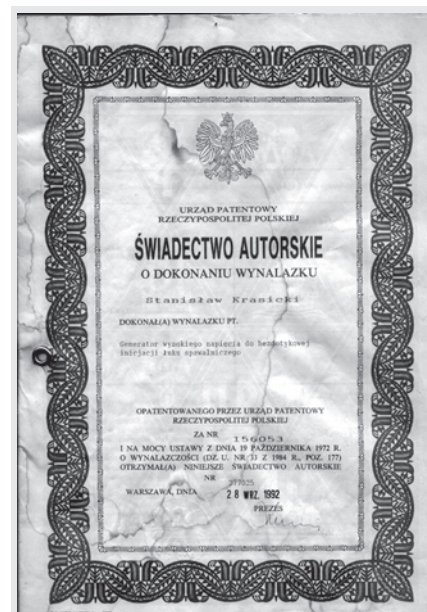 URZĄD PATENTOWY
RZECZYPOSPOLITEJ POLSKIEJ
ŚWIADECTWO AUTORSKIE
O DOKONANIU WYNALAZKU
Stanisław Krasicki
DOKONAŁ(A) WYNALAZKU PT.
Generator wysokiego napięcia do bezdotykowej
inicjacji łuku spawalniczego
OPATENTOWANEGO PRZEZ URZĄD PATENTOWY
RZECZYPOSPOLITEJ POLSKIEJ
ZA NR 156053
I NA MOCY USTAWY Z DNIA 19 PAŹDZIERNIKA 1972 R.
O WYNALAZCZOŚCI (DZ. U. NR 33 Z 1984 R., POZ. 177)
OTRZYMAŁ(A) NINIEJSZE ŚWIADECTWO AUTORSKIE
NR 277025
WARSZAWA, DNIA 28 WRZ. 1992
PREZES